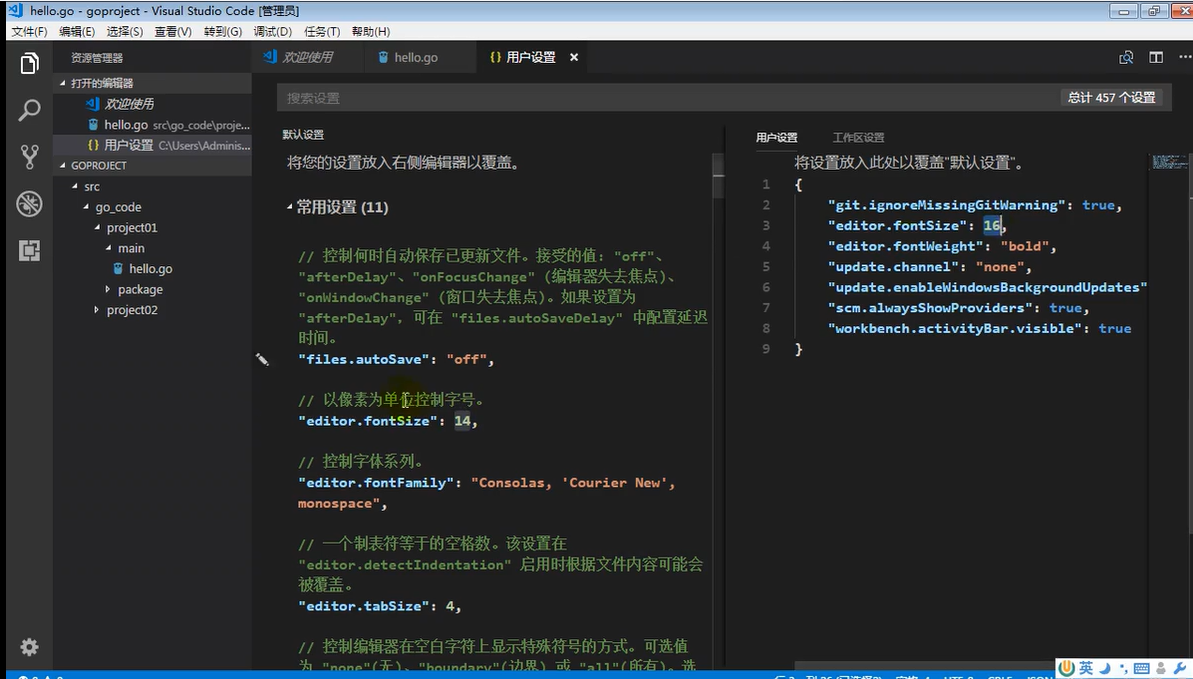 hello.go - goproject - Visual Studio Code [管理员]
文件(F) 编辑(E) 选择(S) 查看(V) 转到(G) 调试(D) 任务(T) 帮助(H)
资源管理器
欢迎使用
hello.go
{ } 用户设置 ×
打开的编辑器
欢迎使用
hello.go src\go_code\proje...
{ } 用户设置 C:\Users\Adminis...
GOPROJECT
src
go_code
project01
main
hello.go
package
project02
搜索设置
总计 457 个设置
默认设置
将您的设置放入右侧编辑器以覆盖。
常用设置 (11)
// 控制何时自动保存已更新文件。接受的值: "off"、
"afterDelay"、"onFocusChange" (编辑器失去焦点)、
"onWindowChange" (窗口失去焦点)。如果设置为
"afterDelay"，可在 "files.autoSaveDelay" 中配置延迟
时间。
"files.autoSave": "off",
// 以像素为单位控制字号。
"editor.fontSize": 14,
// 控制字体系列。
"editor.fontFamily": "Consolas, 'Courier New',
monospace",
// 一个制表符等于的空格数。该设置在
"editor.detectIndentation" 启用时根据文件内容可能会
被覆盖。
"editor.tabSize": 4,
// 控制编辑器在空白字符上显示特殊符号的方式。可选值
为 "none"(无)、"boundary"(边界) 或 "all"(所有)。选
用户设置 工作区设置
将设置放入此处以覆盖"默认设置"。
1 {
2 "git.ignoreMissingGitWarning": true,
3 "editor.fontSize": 16,
4 "editor.fontWeight": "bold",
5 "update.channel": "none",
6 "update.enableWindowsBackgroundUpdates"
7 "scm.alwaysShowProviders": true,
8 "workbench.activityBar.visible": true
9 }
英